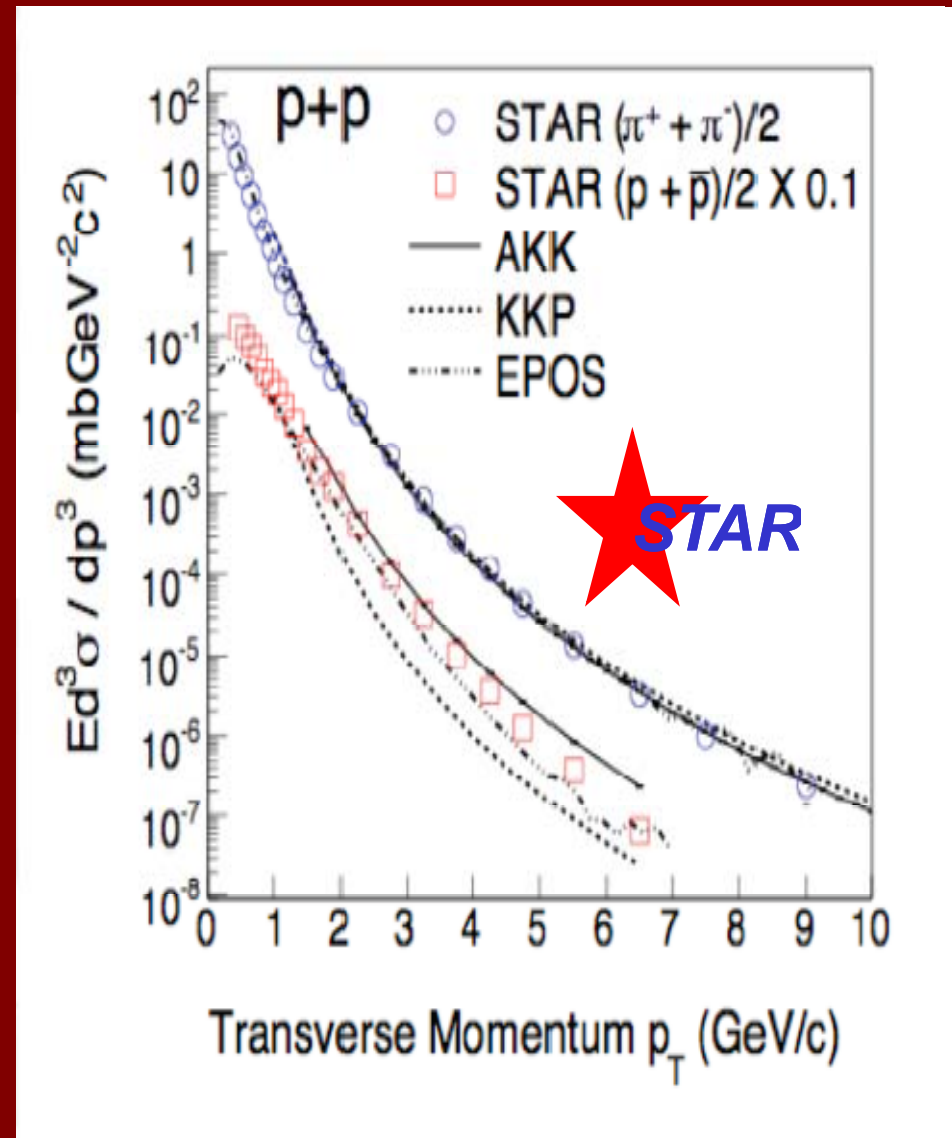 p+p
STAR (π⁺ + π⁻)/2
STAR (p + p̅)/2 X 0.1
AKK
KKP
EPOS
STAR
10²
10
1
10⁻¹
10⁻²
10⁻³
10⁻⁴
10⁻⁵
10⁻⁶
10⁻⁷
10⁻⁸
Ed³σ / dp³ (mbGeV⁻²c²)
0 1 2 3 4 5 6 7 8 9 10
Transverse Momentum p_T (GeV/c)